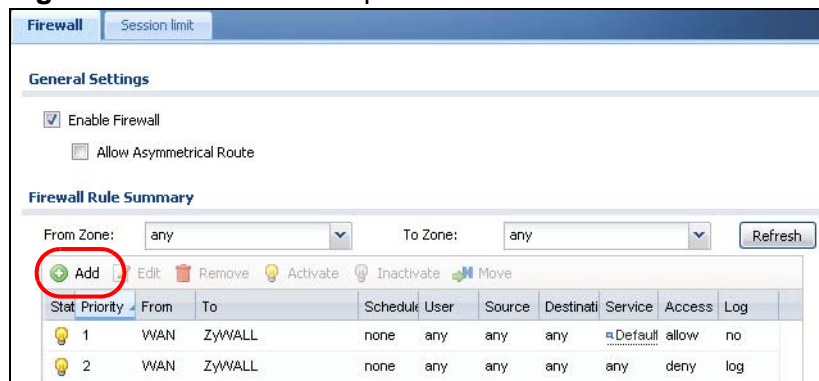 Firewall Session limit
General Settings
Enable Firewall
Allow Asymmetrical Route
Firewall Rule Summary
From Zone: any To Zone: any Refresh
Add Edit Remove Activate Inactivate Move
Stat Priority From To Schedule User Source Destinati Service Access Log
1 WAN ZyWALL none any any any Default allow no
2 WAN ZyWALL none any any any any deny log